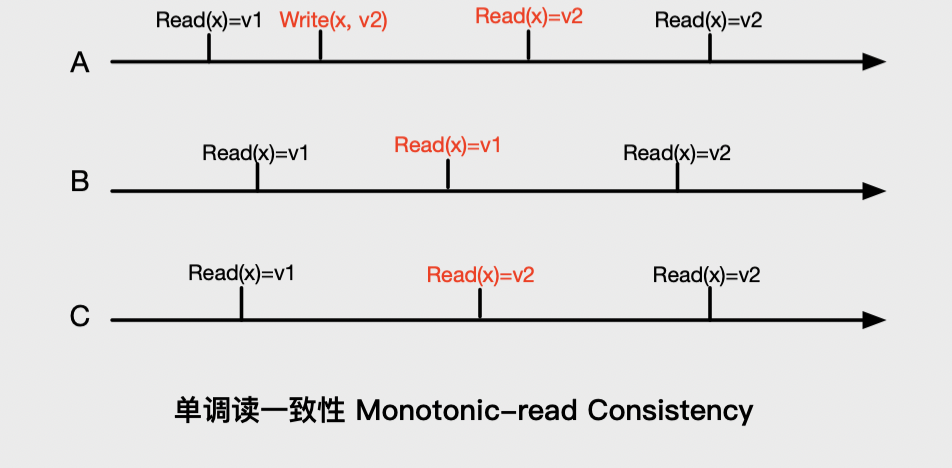 Read(x)=v1 Write(x, v2) Read(x)=v2 Read(x)=v2
A
Read(x)=v1 Read(x)=v1 Read(x)=v2
B
Read(x)=v1 Read(x)=v2 Read(x)=v2
C
单调读一致性 Monotonic-read Consistency